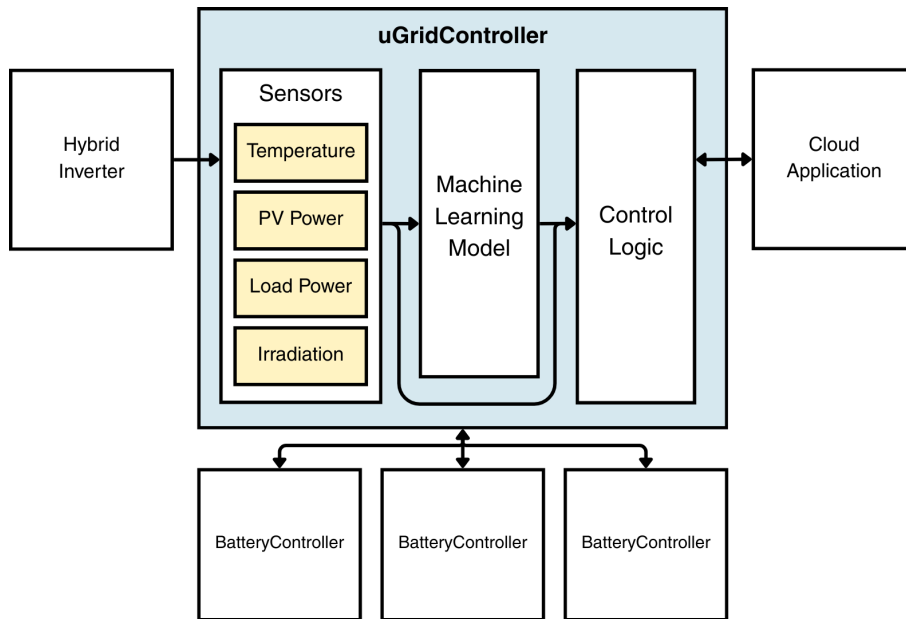 uGridController
Hybrid
Inverter
Sensors
Temperature
PV Power
Load Power
Irradiation
Machine
Learning
Model
Control
Logic
Cloud
Application
BatteryController
BatteryController
BatteryController